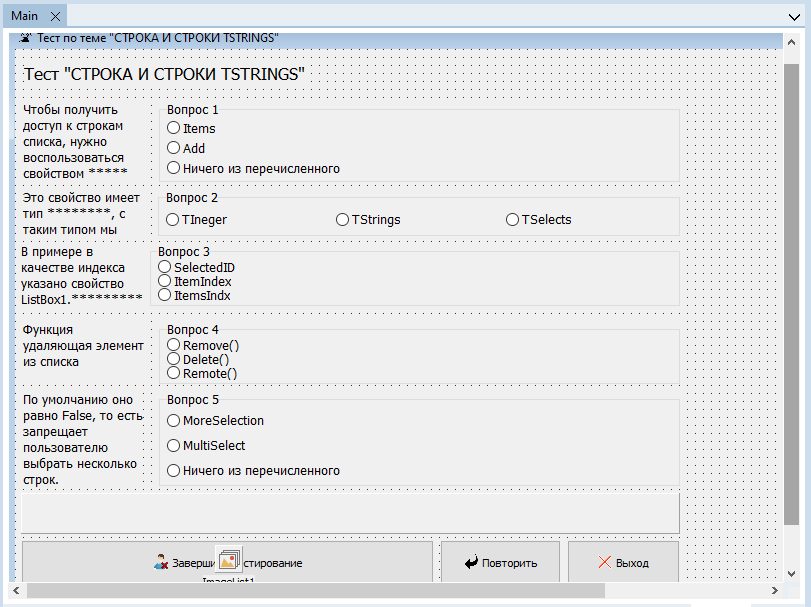 Main
Тест по теме "СТРОКА И СТРОКИ TSTRINGS"
Тест "СТРОКА И СТРОКИ TSTRINGS"
Чтобы получить
доступ к строкам
списка, нужно
воспользоваться
свойством *****
Вопрос 1
Items
Add
Ничего из перечисленного
Это свойство имеет
тип ********, с
таким типом мы
Вопрос 2
TIneger
TStrings
TSelects
В примере в
качестве индекса
указано свойство
ListBox1.*********
Вопрос 3
SelectedID
ItemIndex
ItemsIndx
Функция
удаляющая элемент
из списка
Вопрос 4
Remove()
Delete()
Remote()
По умолчанию оно
равно False, то есть
запрещает
пользователю
выбрать несколько
строк.
Вопрос 5
MoreSelection
MultiSelect
Ничего из перечисленного
Заверши стирование
ImageList1
Повторить
Выход